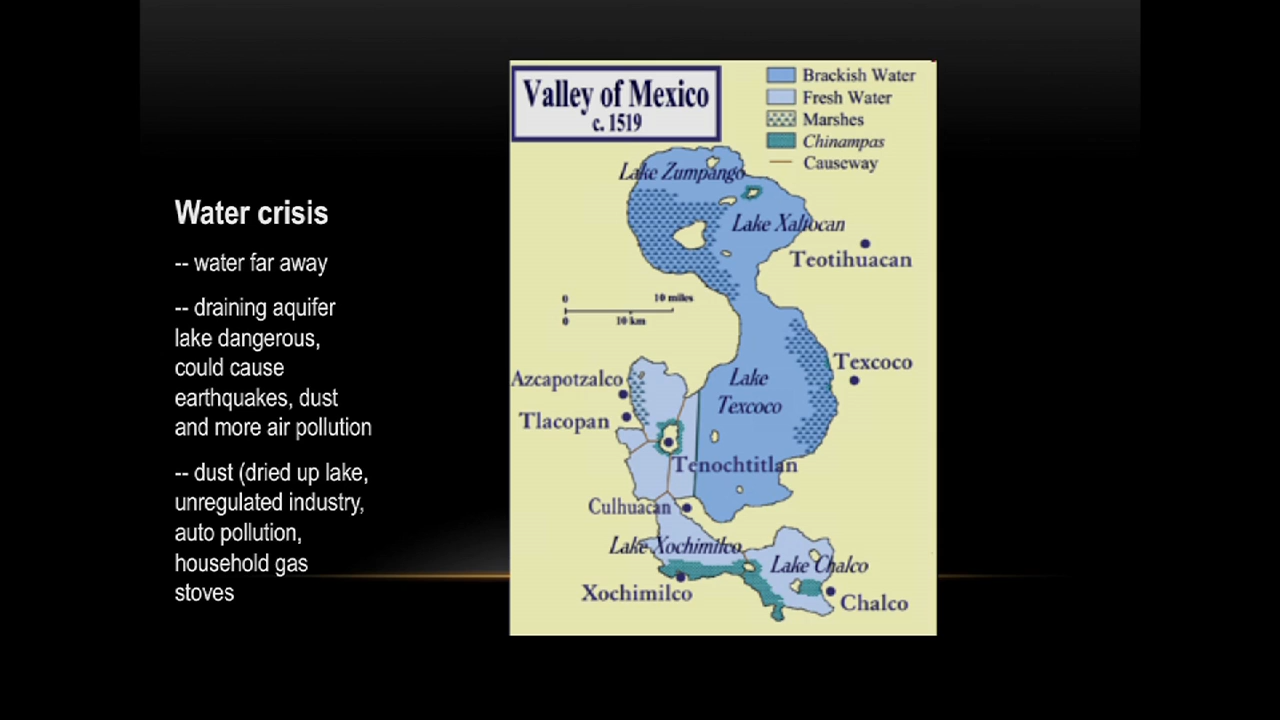 Water crisis
-- water far away
-- draining aquifer
lake dangerous,
could cause
earthquakes, dust
and more air pollution
-- dust (dried up lake,
unregulated industry,
auto pollution,
household gas
stoves
Valley of Mexico
c. 1519
Brackish Water
Fresh Water
Marshes
Chinampas
Causeway
Lake Zumpango
Lake Xaltocan
Teotihuacan
0 10 miles
0 10 km
Texcoco
Azcapotzalco
Lake
Texcoco
Tlacopan
Tenochtitlan
Culhuacan
Lake Xochimilco
Lake Chalco
Xochimilco
Chalco